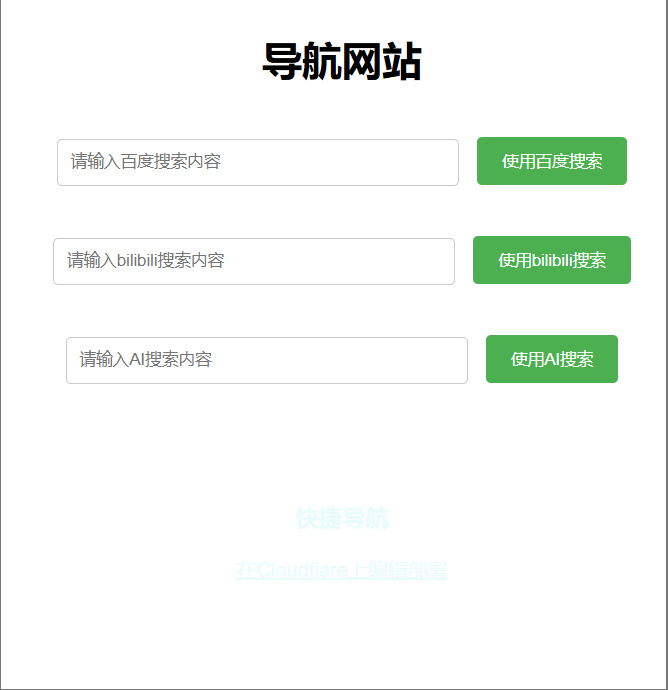 导航网站
请输入百度搜索内容 使用百度搜索
请输入bilibili搜索内容 使用bilibili搜索
请输入AI搜索内容 使用AI搜索
快捷导航
在Cloudflare上编辑部署